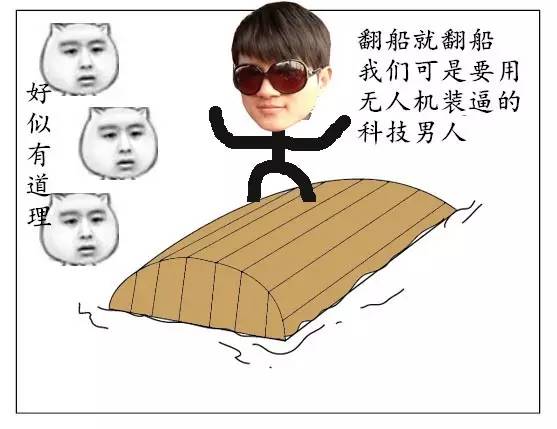 翻船就翻船
我们可是要用
无人机装逼的
科技男人
好似有道理